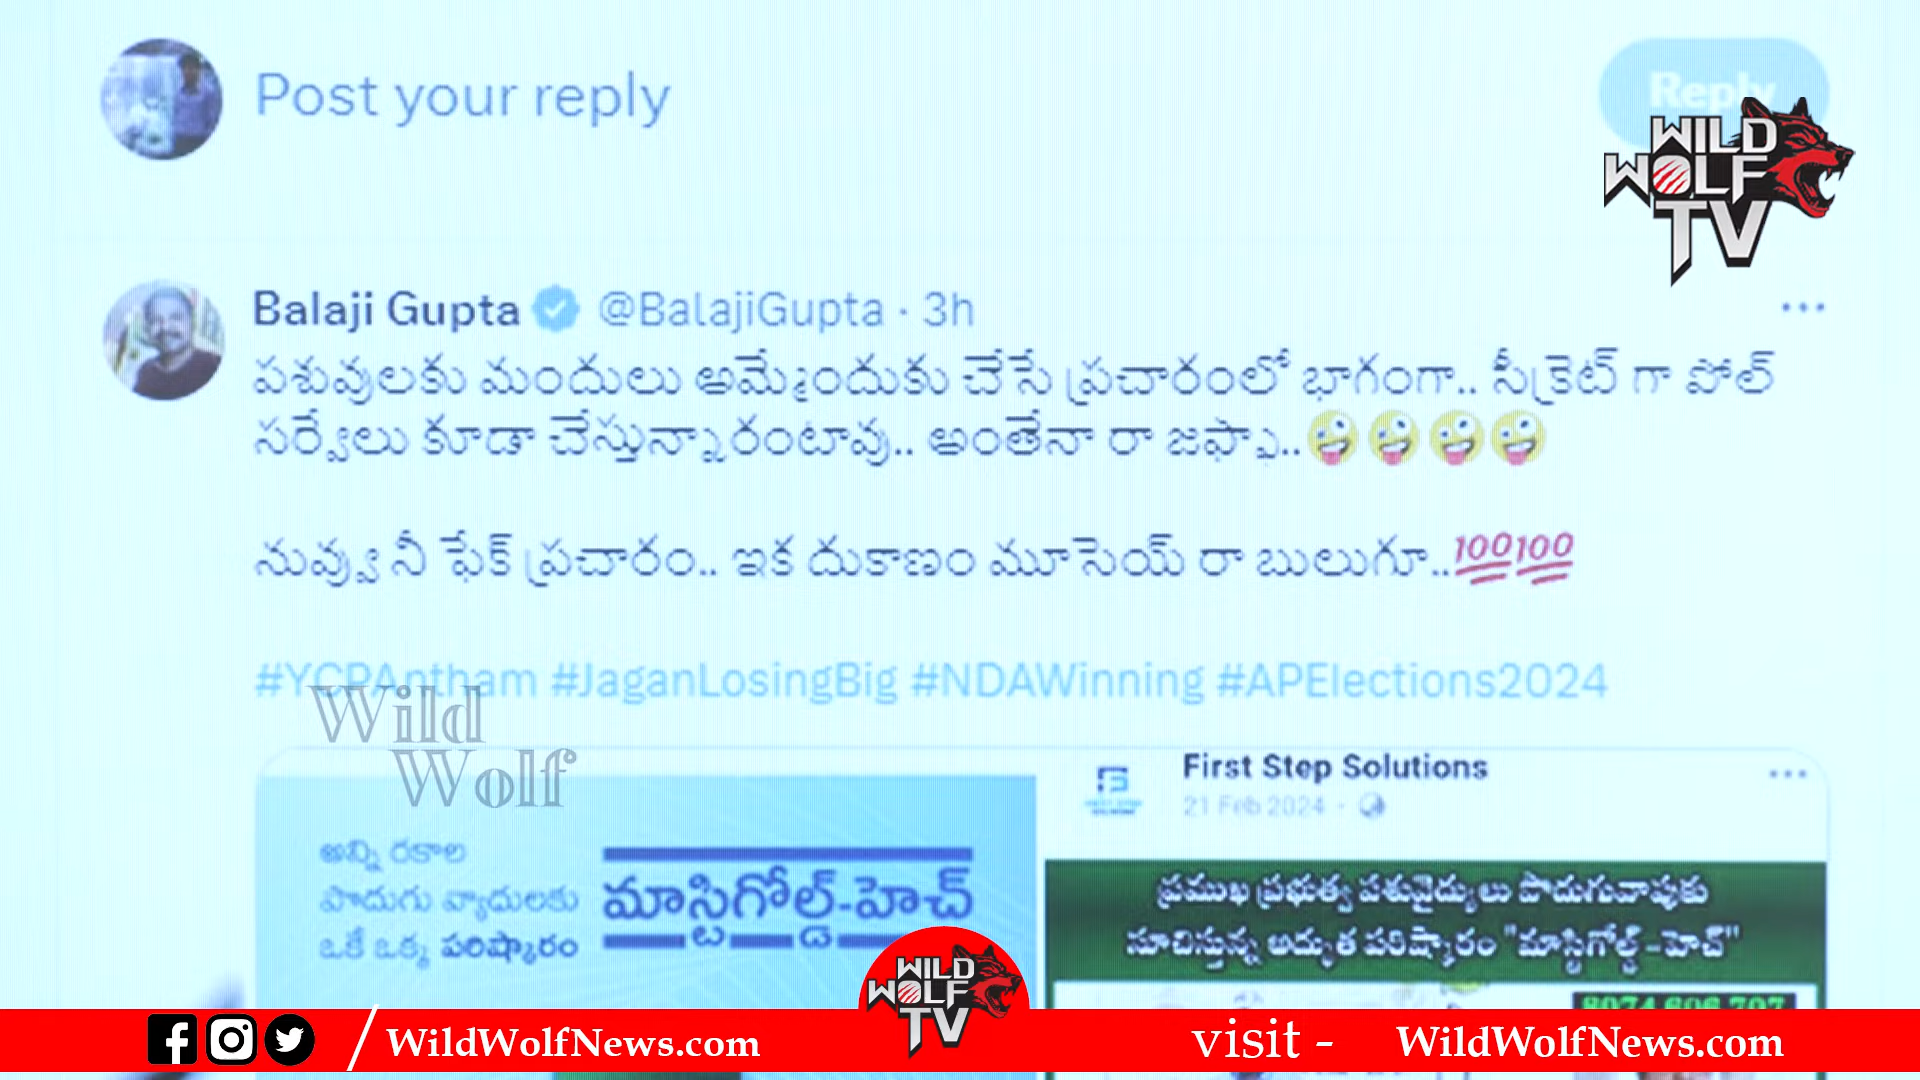 Post your reply
Reply
WILD
WOLF
TV
Balaji Gupta @BalajiGupta · 3h
పశువులకు మందులు అమ్మేందుకు చేసే ప్రచారంలో భాగంగా.. సీక్రెట్ గా పోల్
సర్వేలు కూడా చేస్తున్నారంటావు.. అంతేనా రా జఫ్ఫా..🤪🤪🤪🤪
నువ్వు నీ ఫేక్ ప్రచారం.. ఇక దుకాణం మూసెయ్ రా బులుగూ..💯💯
#YCPAntham #JaganLosingBig #NDAWinning #APElections2024
Wild
Wolf
అన్ని రకాల
పొదుగు వ్యాదులకు
ఒకే ఒక్క పరిష్కారం
మాస్టిగోల్డ్-హెచ్
First Step Solutions
21 Feb 2024 ·
ప్రముఖ ప్రభుత్వ పశువైద్యులు పొదుగువాపుకు
సూచిస్తున్న అద్భుత పరిష్కారం "మాస్టిగోల్డ్-హెచ్"
WILD
WOLF
TV
WildWolfNews.com
visit - WildWolfNews.com